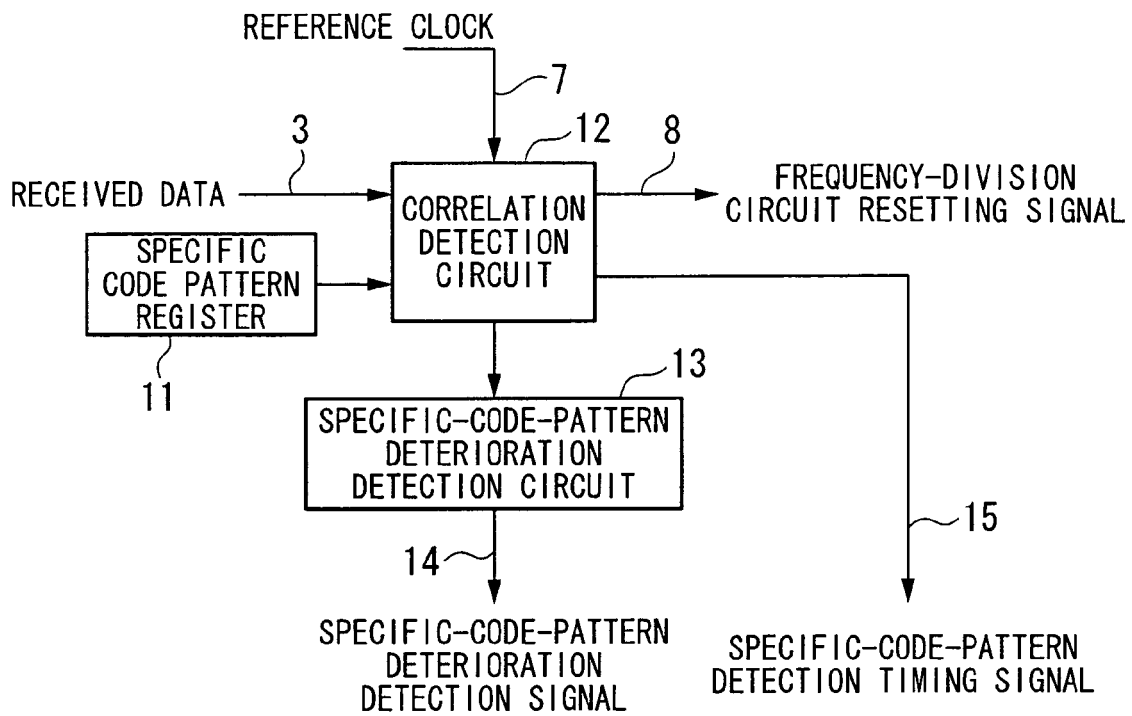 REFERENCE CLOCK
7
12
3
8
RECEIVED DATA
CORRELATION
DETECTION
CIRCUIT
FREQUENCY-DIVISION
CIRCUIT RESETTING SIGNAL
SPECIFIC
CODE PATTERN
REGISTER
11
13
SPECIFIC-CODE-PATTERN
DETERIORATION
DETECTION CIRCUIT
15
14
SPECIFIC-CODE-PATTERN
DETERIORATION
DETECTION SIGNAL
SPECIFIC-CODE-PATTERN
DETECTION TIMING SIGNAL